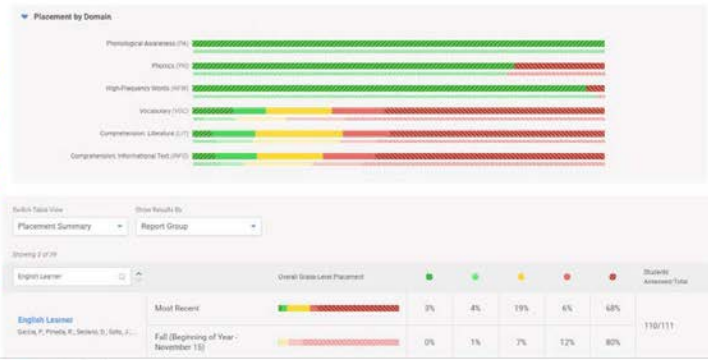 Placement by Domain
Phonological Awareness (PA)
Phonics (PH)
High-Frequency Words (HFW)
Vocabulary (VOC)
Comprehension: Literature (LIT)
Comprehension: Informational Text (INFO)
Switch Table View
Show Results By
Placement Summary
Report Group
Showing 2 of 39
English Learner
Overall Grade-Level Placement
Students Assessed/Total
English Learner
Garcia, P.; Pineda, R.; Serrano, D.; Soto, J.;...
Most Recent
3%
4%
19%
6%
68%
110/111
Fall (Beginning of Year - November 15)
0%
1%
7%
12%
80%